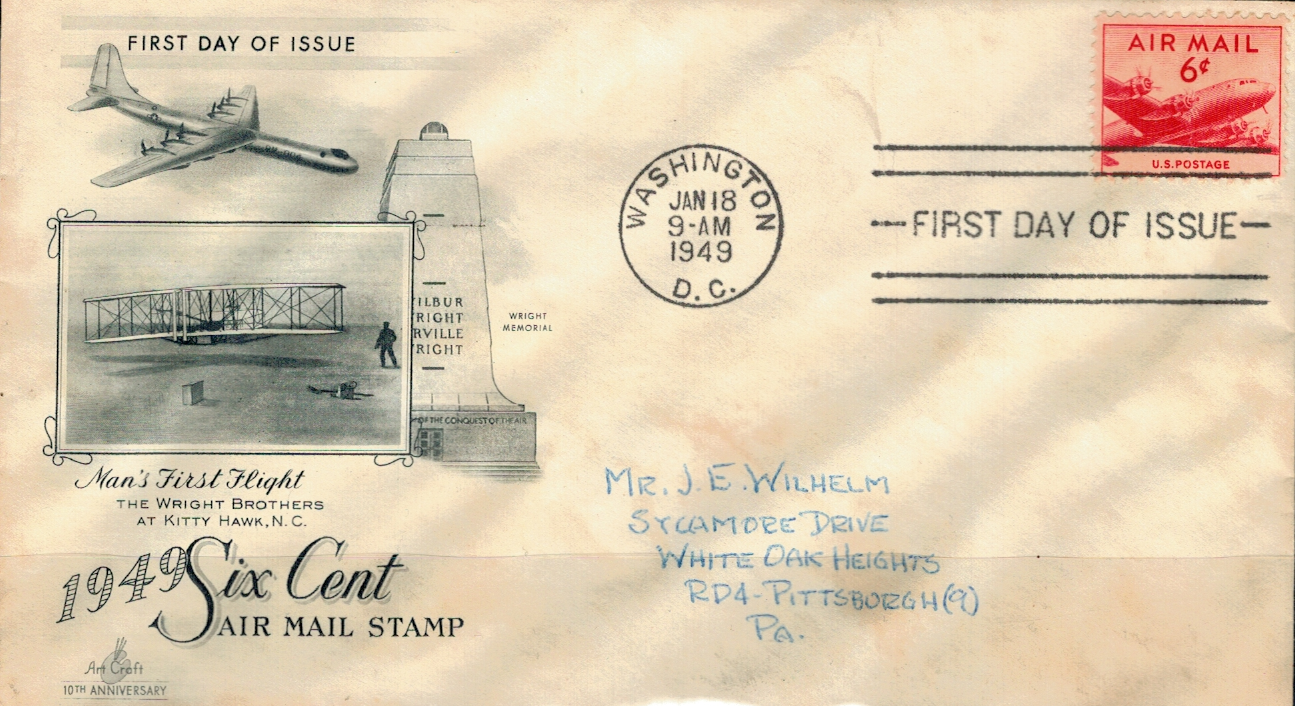 FIRST DAY OF ISSUE
AIR MAIL
6¢
U.S. POSTAGE
WASHINGTON
JAN 18
9-AM
1949
D.C.
FIRST DAY OF ISSUE
ILBUR
RIGHT
RVILLE
RIGHT
WRIGHT
MEMORIAL
OF THE CONQUEST OF THE AIR
Man's First Flight
THE WRIGHT BROTHERS
AT KITTY HAWK, N.C.
1949 Six Cent
AIR MAIL STAMP
Art Craft
10TH ANNIVERSARY
MR. J. E. WILHELM
SYCAMORE DRIVE
WHITE OAK HEIGHTS
RD4-PITTSBURGH (9)
PA.